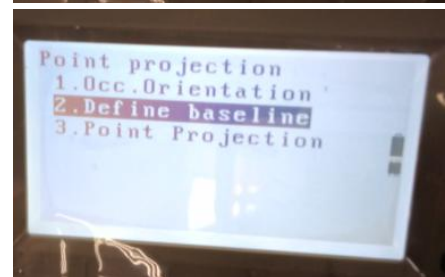 Point projection
1.Occ.Orientation
2.Define baseline
3.Point Projection